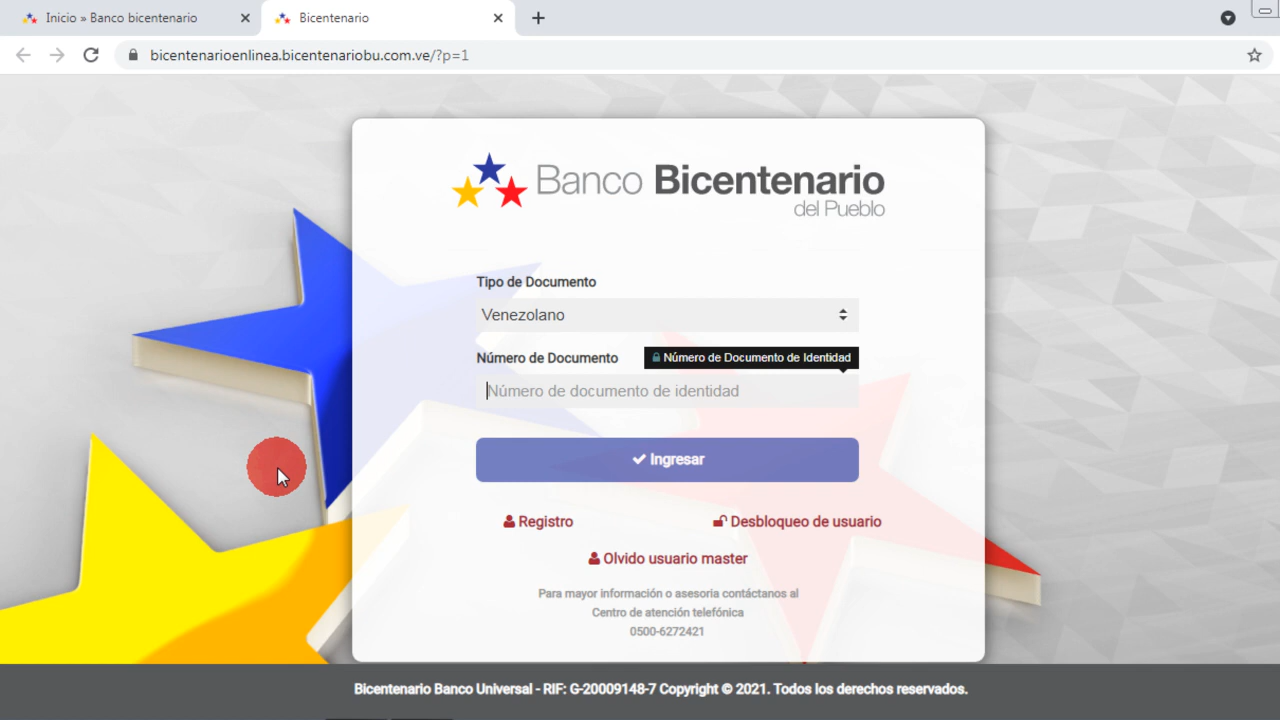 Inicio » Banco bicentenario
Bicentenario
bicentenarioenlinea.bicentenariobu.com.ve/?p=1
Banco Bicentenario
del Pueblo
Tipo de Documento
Venezolano
Número de Documento
Número de Documento de Identidad
Número de documento de identidad
Ingresar
Registro
Desbloqueo de usuario
Olvido usuario master
Para mayor información o asesoria contáctanos al
Centro de atención telefónica
0500-6272421
Bicentenario Banco Universal - RIF: G-20009148-7 Copyright © 2021. Todos los derechos reservados.